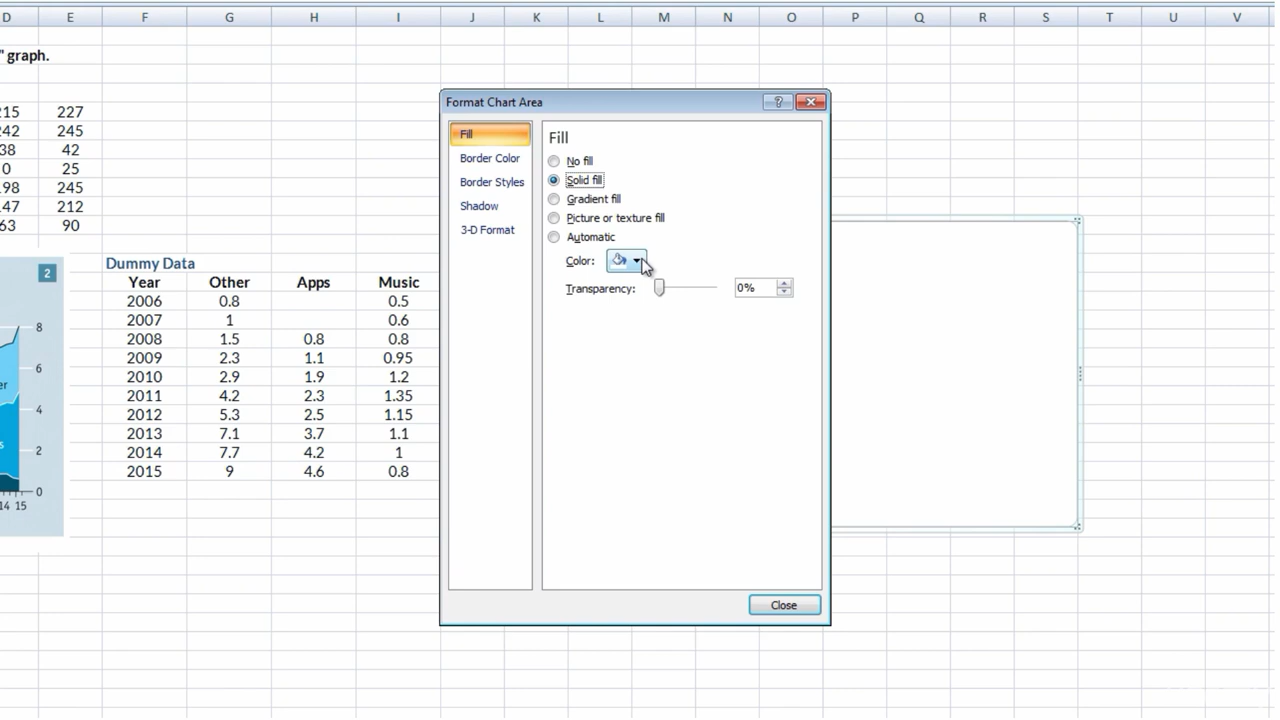 D E F G H I J K L M N O P Q R S T U V
" graph.
215 227
242 245
38 42
0 25
198 245
147 212
63 90
Format Chart Area
Fill
Border Color
Border Styles
Shadow
3-D Format
Fill
No fill
Solid fill
Gradient fill
Picture or texture fill
Automatic
Color:
Transparency: 0%
Close
2
8
6
4
2
0
er
s
14 15
Dummy Data
Year Other Apps Music
2006 0.8 0.5
2007 1 0.6
2008 1.5 0.8 0.8
2009 2.3 1.1 0.95
2010 2.9 1.9 1.2
2011 4.2 2.3 1.35
2012 5.3 2.5 1.15
2013 7.1 3.7 1.1
2014 7.7 4.2 1
2015 9 4.6 0.8